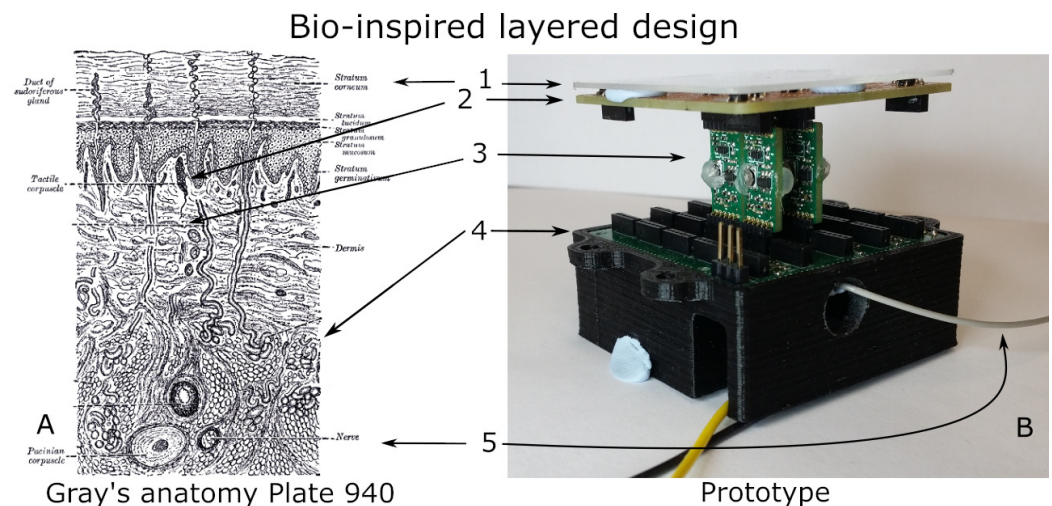 Bio-inspired layered design
Duct of
sudoriferous
gland
Stratum
corneum
1
2
Stratum
lucidum
Stratum
granulosum
Stratum
mucosum
3
Tactile
corpuscle
Stratum
germinativum
4
Dermis
A
5
B
Nerve
Pacinian
corpuscle
Gray's anatomy Plate 940
Prototype